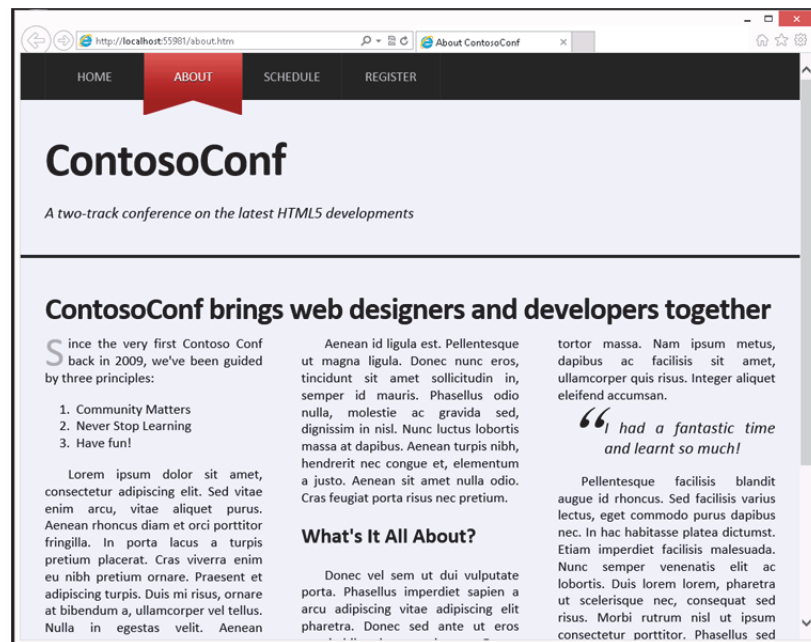 http://localhost:55981/about.htm
About ContosoConf
HOME
ABOUT
SCHEDULE
REGISTER
ContosoConf
A two-track conference on the latest HTML5 developments
ContosoConf brings web designers and developers together
Since the very first Contoso Conf
back in 2009, we've been guided
by three principles:
1. Community Matters
2. Never Stop Learning
3. Have fun!
Lorem ipsum dolor sit amet,
consectetur adipiscing elit. Sed vitae
enim arcu, vitae aliquet purus.
Aenean rhoncus diam et orci porttitor
fringilla. In porta lacus a turpis
pretium placerat. Cras viverra enim
eu nibh pretium ornare. Praesent et
adipiscing turpis. Duis mi risus, ornare
at bibendum a, ullamcorper vel tellus.
Nulla in egestas velit. Aenean
Aenean id ligula est. Pellentesque
ut magna ligula. Donec nunc eros,
tincidunt sit amet sollicitudin in,
semper id mauris. Phasellus odio
nulla, molestie ac gravida sed,
dignissim in nisl. Nunc luctus lobortis
massa at dapibus. Aenean turpis nibh,
hendrerit nec congue et, elementum
a justo. Aenean sit amet nulla odio.
Cras feugiat porta risus nec pretium.
What's It All About?
Donec vel sem ut dui vulputate
porta. Phasellus imperdiet sapien a
arcu adipiscing vitae adipiscing elit
pharetra. Donec sed ante ut eros
tortor massa. Nam ipsum metus,
dapibus ac facilisis sit amet,
ullamcorper quis risus. Integer aliquet
eleifend accumsan.
“I had a fantastic time
and learnt so much!
Pellentesque facilisis blandit
augue id rhoncus. Sed facilisis varius
lectus, eget commodo purus dapibus
nec. In hac habitasse platea dictumst.
Etiam imperdiet facilisis malesuada.
Nunc semper venenatis elit ac
lobortis. Duis lorem lorem, pharetra
ut scelerisque nec, consequat sed
risus. Morbi rutrum nisl ut ipsum
consectetur porttitor. Phasellus sed